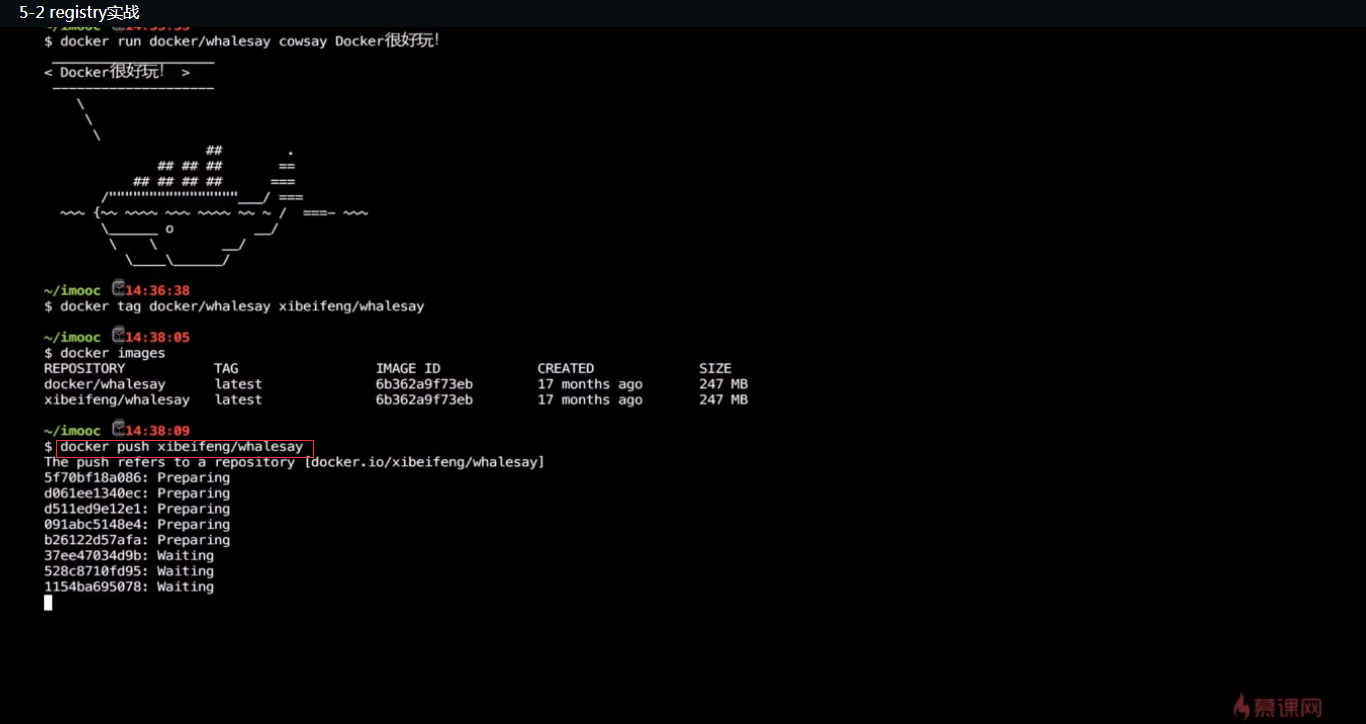 5-2 registry实战
~/imooc 14:35:55
$ docker run docker/whalesay cowsay Docker很好玩!
< Docker很好玩! >
~/imooc 14:36:38
$ docker tag docker/whalesay xibeifeng/whalesay
~/imooc 14:38:05
$ docker images
REPOSITORY TAG IMAGE ID CREATED SIZE
docker/whalesay latest 6b362a9f73eb 17 months ago 247 MB
xibeifeng/whalesay latest 6b362a9f73eb 17 months ago 247 MB
~/imooc 14:38:09
$ docker push xibeifeng/whalesay
The push refers to a repository [docker.io/xibeifeng/whalesay]
5f70bf18a086: Preparing
d061ee1340ec: Preparing
d511ed9e12e1: Preparing
091abc5148e4: Preparing
b26122d57afa: Preparing
37ee47034d9b: Waiting
528c8710fd95: Waiting
1154ba695078: Waiting
慕课网